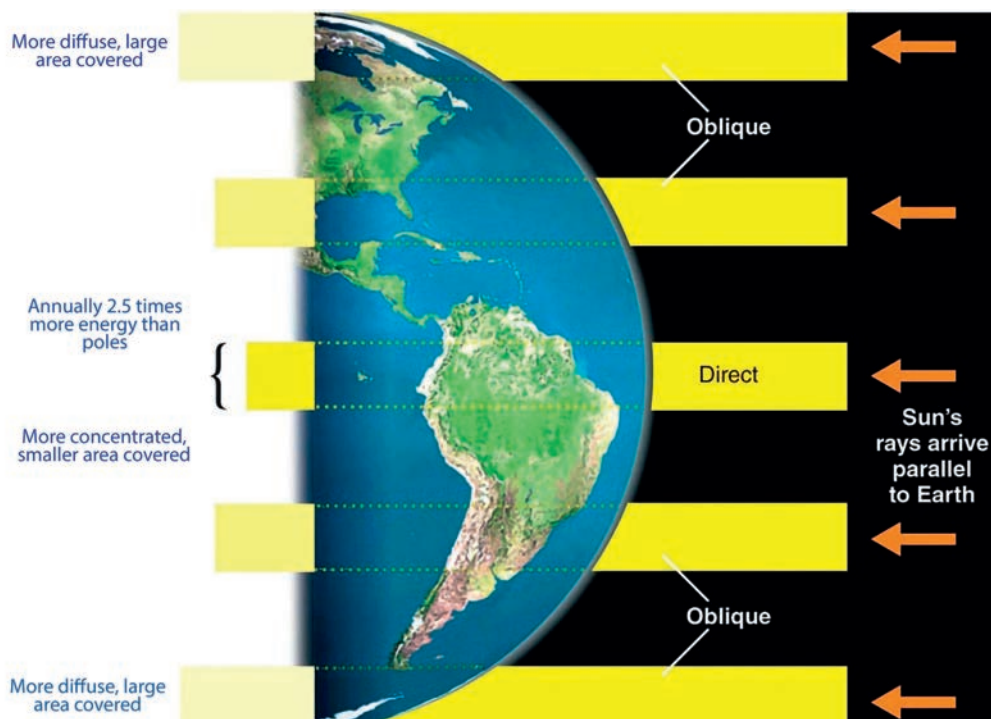 More diffuse, large
area covered
Oblique
Annually 2.5 times
more energy than
poles
Direct
More concentrated,
smaller area covered
Sun's
rays arrive
parallel
to Earth
Oblique
More diffuse, large
area covered